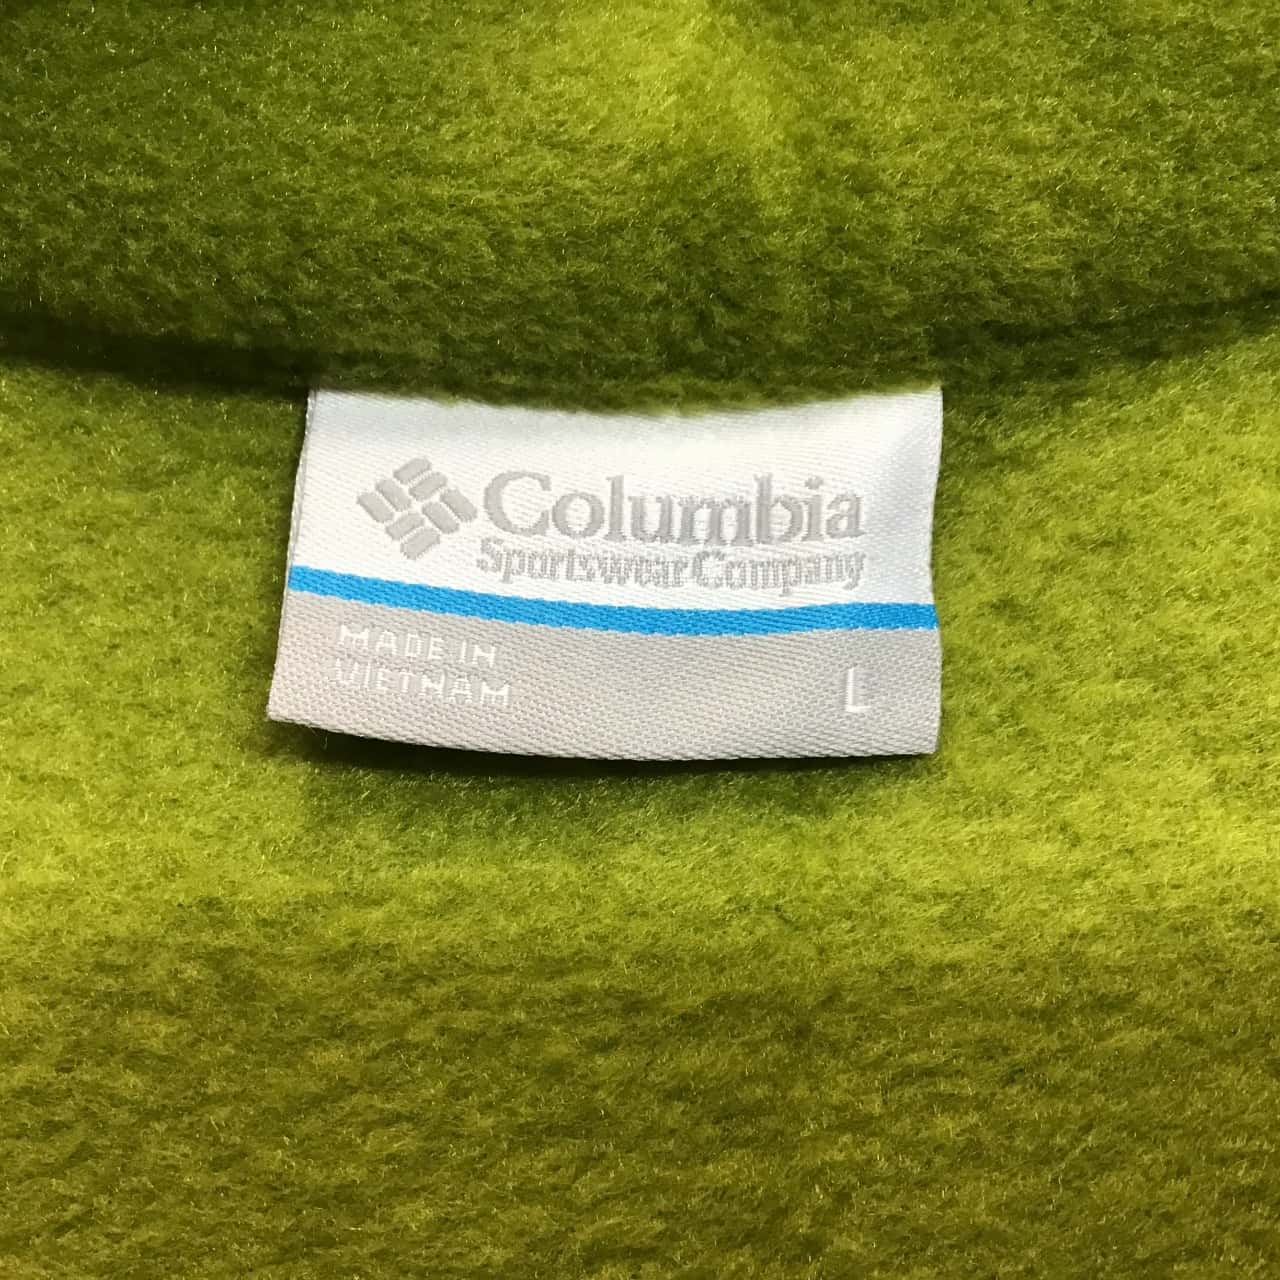 Columbia
Sportswear Company
MADE IN
VIETNAM
L